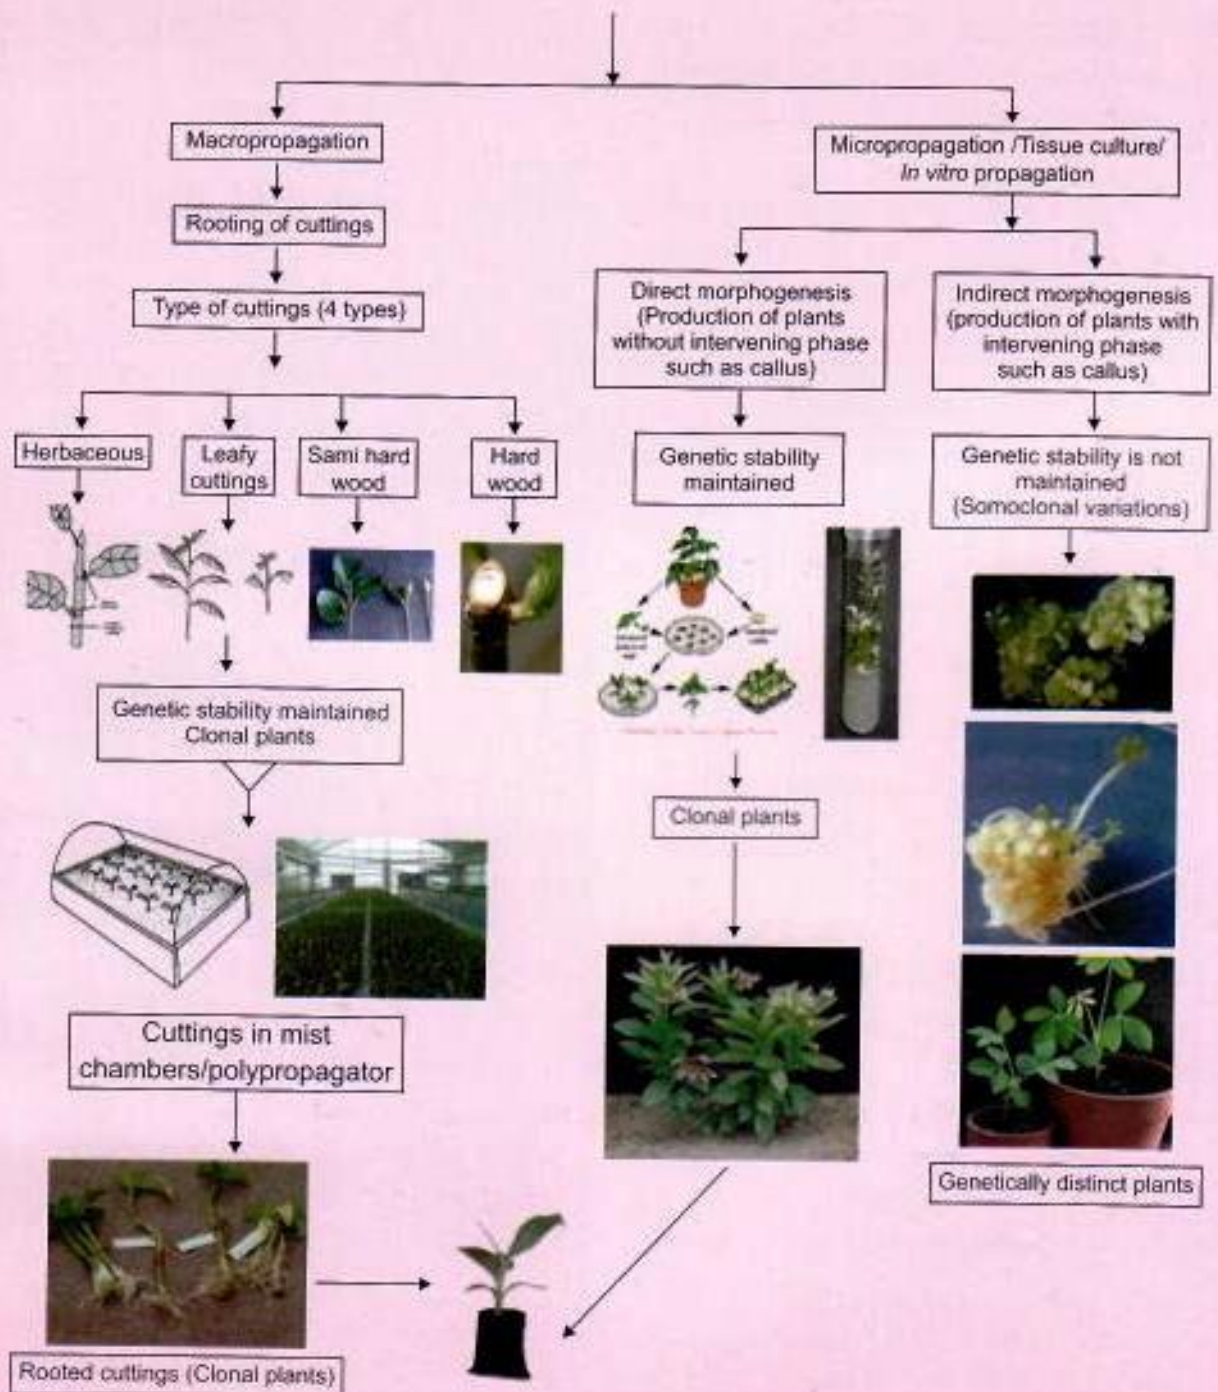 Macropropagation
Rooting of cuttings
Type of cuttings (4 types)
Herbaceous
Leafy
cuttings
Sami hard
wood
Hard
wood
Genetic stability maintained
Clonal plants
Cuttings in mist
chambers/polypropagator
Rooted cuttings (Clonal plants)
Micropropagation /Tissue culture/
In vitro propagation
Direct morphogenesis
(Production of plants
without intervening phase
such as callus)
Genetic stability
maintained
Clonal plants
Indirect morphogenesis
(production of plants with
intervening phase
such as callus)
Genetic stability is not
maintained
(Somoclonal variations)
Genetically distinct plants